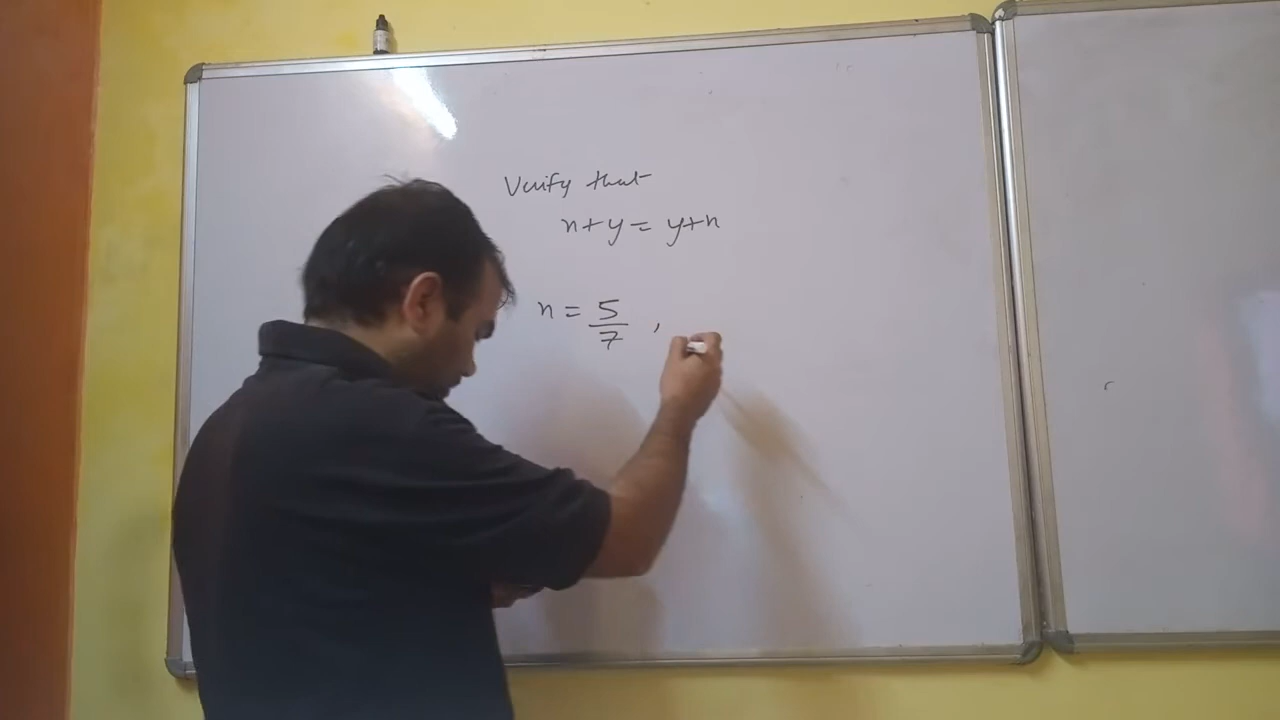 Verify that
x+y = y+x
x = 5/7 ,